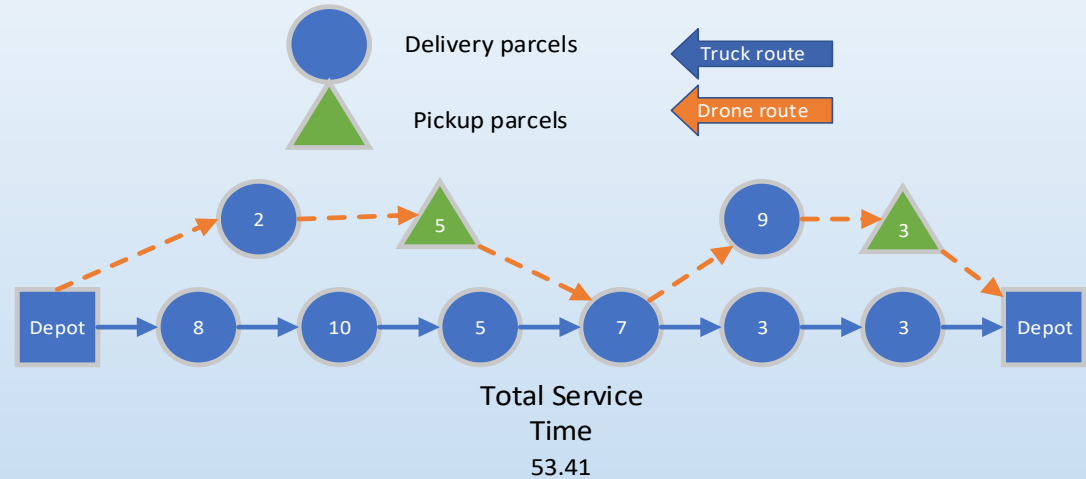 Delivery parcels
Truck route
Pickup parcels
Drone route
2
5
9
3
Depot
8
10
5
7
3
3
Depot
Total Service
Time
53.41